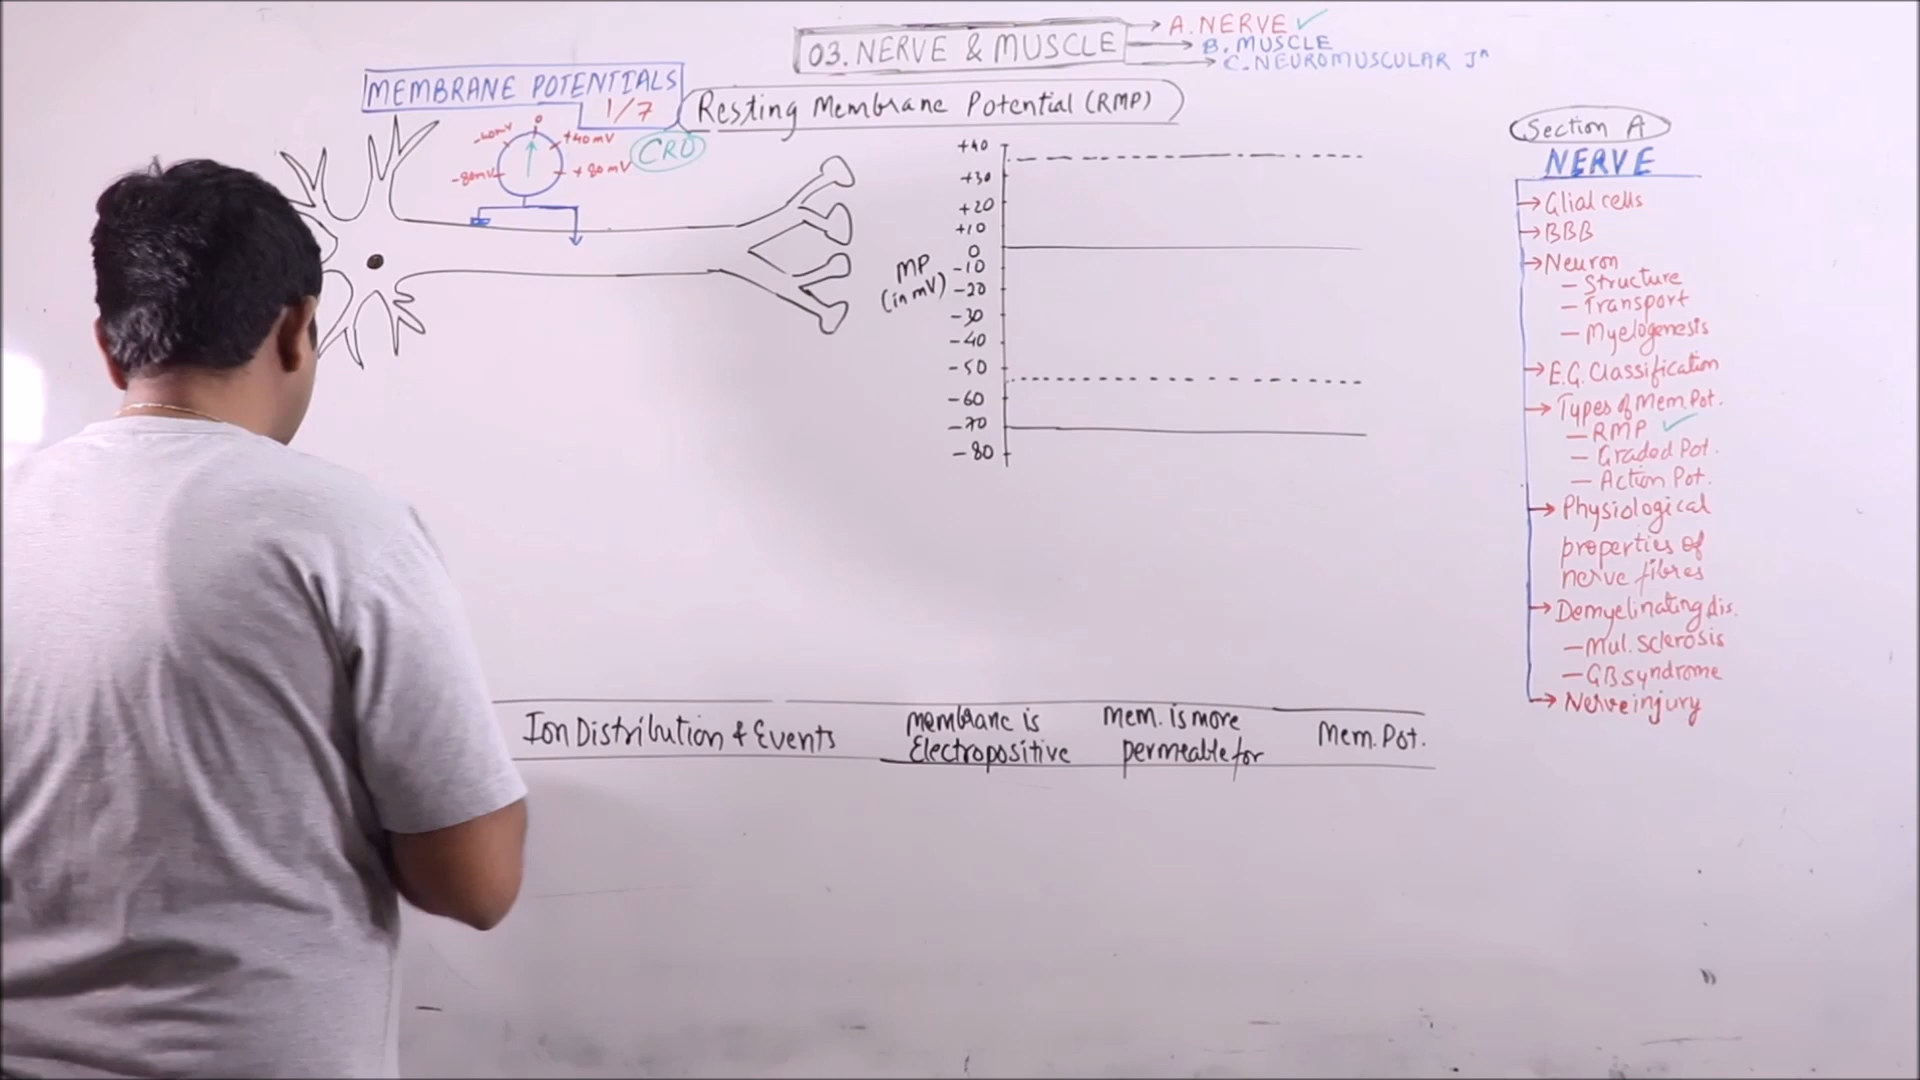 03. NERVE & MUSCLE
A. NERVE ✓
B. MUSCLE
C. NEUROMUSCULAR Jⁿ
MEMBRANE POTENTIALS
1/7
Resting Membrane Potential (RMP)
0
-40mV
+40mV
-80mV
+80mV
CRO
MP
(in mV)
+40
+30
+20
+10
0
-10
-20
-30
-40
-50
-60
-70
-80
Section A
NERVE
→ Glial cells
→ BBB
→ Neuron
- Structure
- Transport
- Myelogenesis
→ E.G. Classification
→ Types of Mem. Pot.
- RMP ✓
- Graded Pot.
- Action Pot.
→ Physiological
properties of
nerve fibres
→ Demyelinating dis.
- Mul. sclerosis
- GB syndrome
→ Nerve injury
Ion Distribution & Events
membrane is
Electropositive
Mem. is more
permeable for
Mem. Pot.